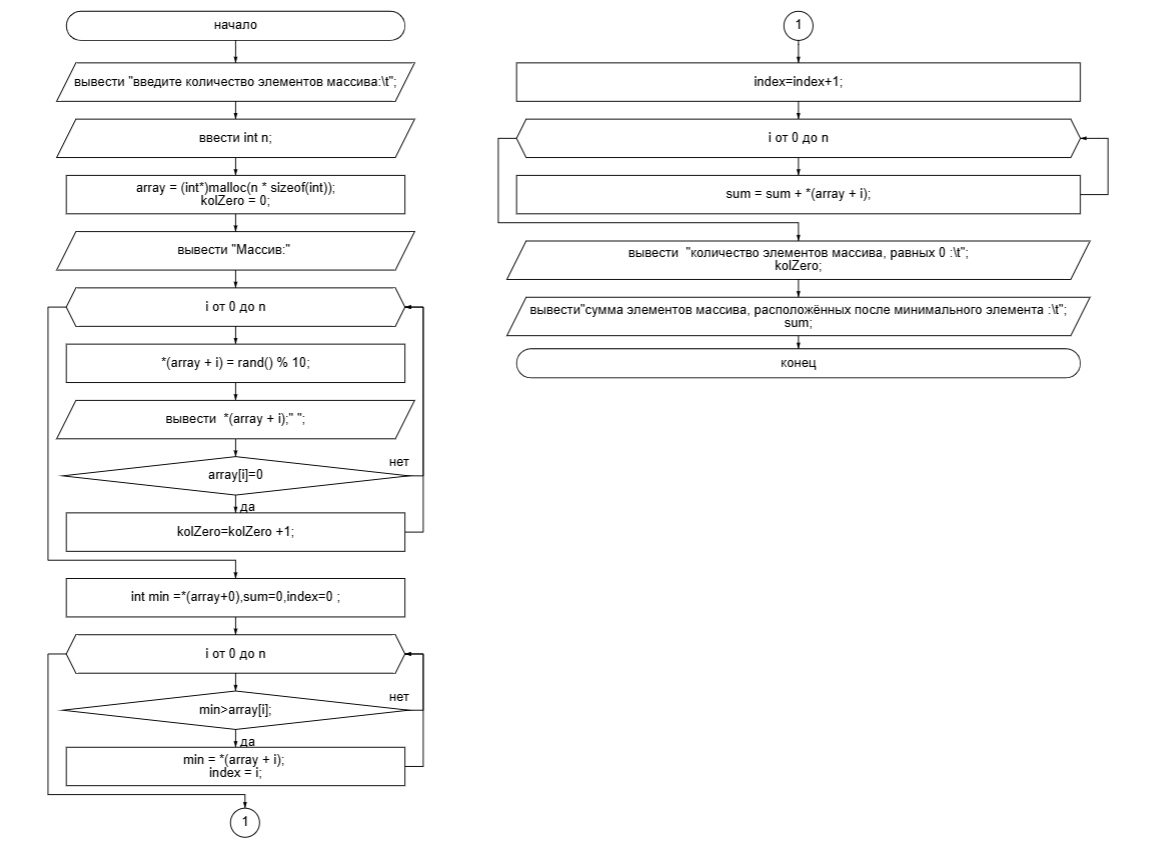 начало
вывести "введите количество элементов массива:\t";
ввести int n;
array = (int*)malloc(n * sizeof(int));
kolZero = 0;
вывести "Массив:"
i от 0 до n
*(array + i) = rand() % 10;
вывести  *(array + i);" ";
нет
array[i]=0
да
kolZero=kolZero +1;
int min =*(array+0),sum=0,index=0 ;
i от 0 до n
нет
min>array[i];
да
min = *(array + i);
index = i;
1
1
index=index+1;
i от 0 до n
sum = sum + *(array + i);
вывести  "количество элементов массива, равных 0 :\t";
kolZero;
вывести"сумма элементов массива, расположённых после минимального элемента :\t";
sum;
конец